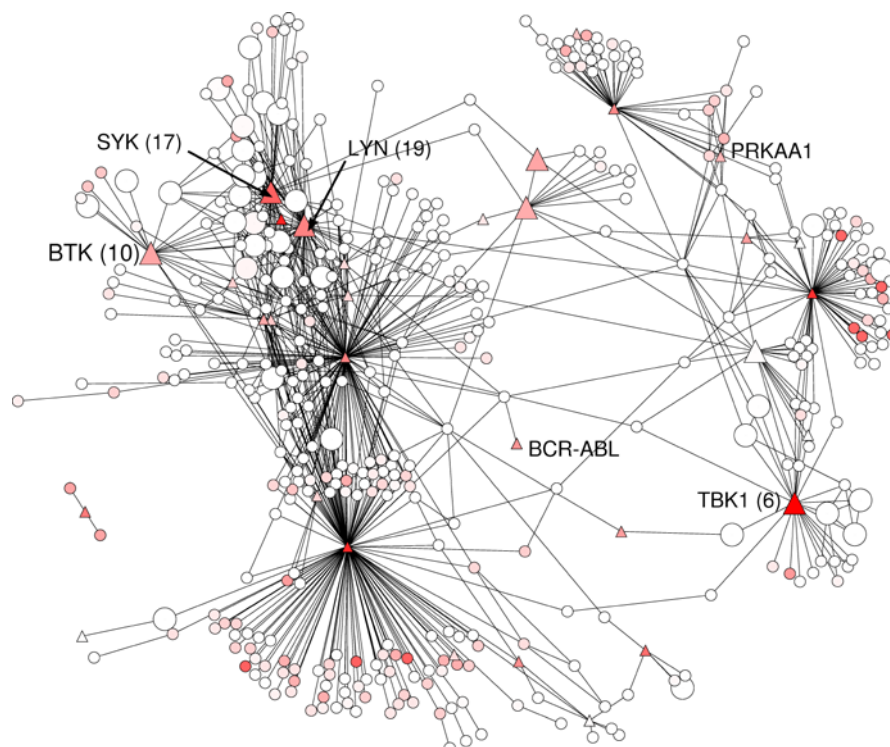 SYK (17)
LYN (19)
PRKAA1
BTK (10)
BCR-ABL
TBK1 (6)